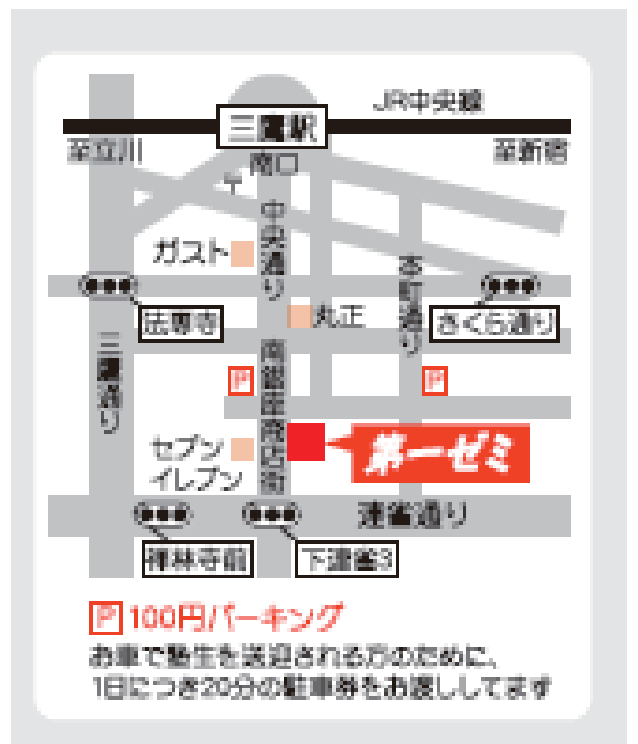 JR中央線
三鷹駅
至立川
至新宿
南口
〒
中央通り
ガスト
本町通り
法専寺
丸正
さくら通り
三鷹通り
P
P
南銀座商店街
セブン
イレブン
第一ゼミ
連雀通り
禅林寺前
下連雀3
P 100円パーキング
お車で塾生を送迎される方のために、
1日につき20分の駐車券をお渡ししてます